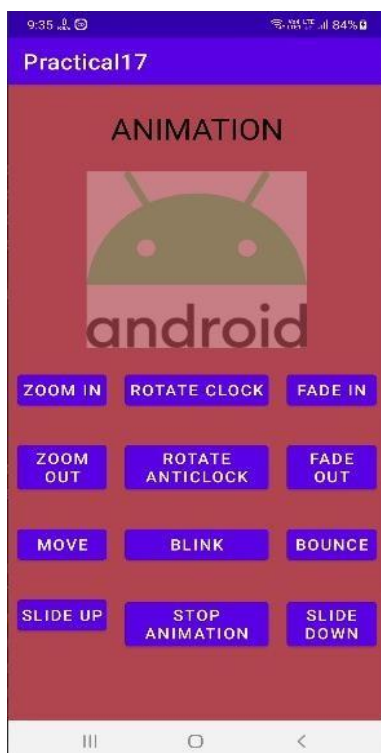 9:35
84%
Practical17
ANIMATION
android
ZOOM IN ROTATE CLOCK FADE IN
ZOOM OUT ROTATE ANTICLOCK FADE OUT
MOVE BLINK BOUNCE
SLIDE UP STOP ANIMATION SLIDE DOWN